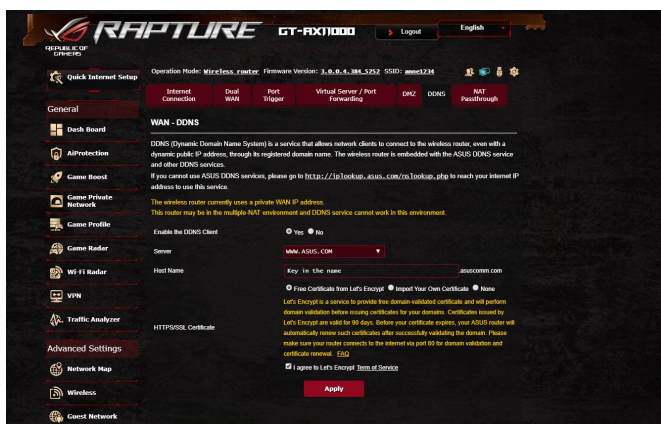 REPUBLIC OF
GAMERS
RAPTURE
GT-AX11000
Logout
English
Quick Internet Setup
General
Dash Board
AiProtection
Game Boost
Game Private
Network
Game Profile
Game Radar
Wi-Fi Radar
VPN
Traffic Analyzer
Advanced Settings
Network Map
Wireless
Guest Network
Operation Mode: Wireless router Firmware Version: 3.0.0.4.384_5252 SSID: amne1234
Internet
Connection
Dual
WAN
Port
Trigger
Virtual Server / Port
Forwarding
DMZ
DDNS
NAT
Passthrough
WAN - DDNS
DDNS (Dynamic Domain Name System) is a service that allows network clients to connect to the wireless router, even with a
dynamic public IP address, through its registered domain name. The wireless router is embedded with the ASUS DDNS service
and other DDNS services.
If you cannot use ASUS DDNS services, please go to http://iplookup.asus.com/nslookup.php to reach your internet IP
address to use this service.
The wireless router currently uses a private WAN IP address.
This router may be in the multiple-NAT environment and DDNS service cannot work in this environment.
Enable the DDNS Client
Yes No
Server
WWW.ASUS.COM
Host Name
Key in the name .asuscomm.com
HTTPS/SSL Certificate
Free Certificate from Let's Encrypt Import Your Own Certificate None
Let's Encrypt is a service to provide free domain-validated certificate and will perform
domain validation before issuing certificates for your domains. Certificates issued by
Let's Encrypt are valid for 90 days. Before your certificate expires, your ASUS router will
automatically renew such certificates after successfully validating the domain. Please
make sure your router connects to the internet via port 80 for domain validation and
certificate renewal. FAQ
I agree to Let's Encrypt Term of Service
Apply